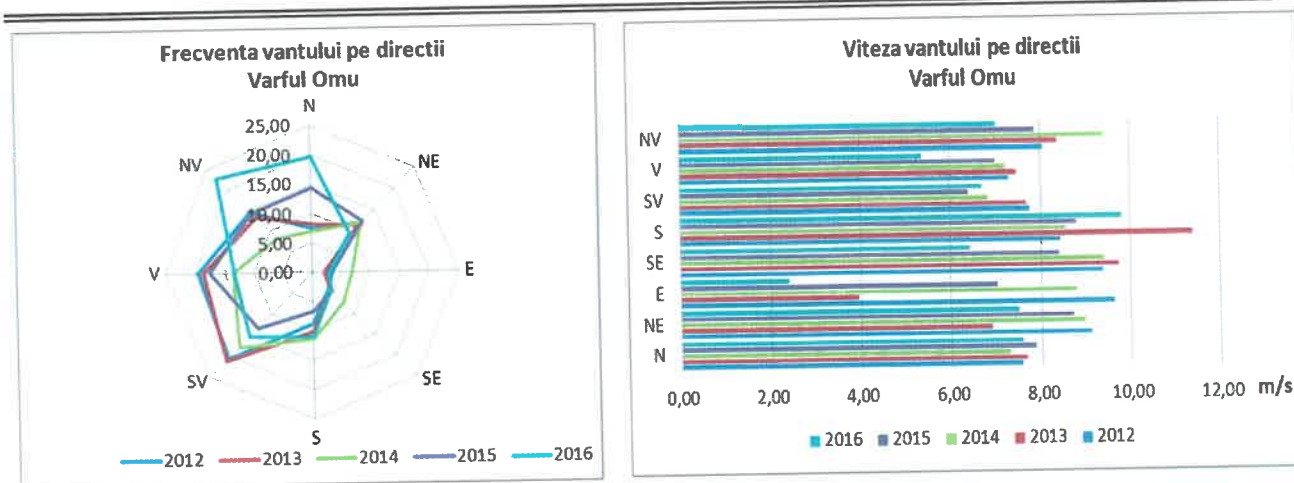 Frecventa vantului pe directii
Varful Omu
N
25,00
20,00
15,00
10,00
5,00
0,00
NE
E
SE
S
SV
V
NV
2012 2013 2014 2015 2016
Viteza vantului pe directii
Varful Omu
NV
V
SV
S
SE
E
NE
N
0,00 2,00 4,00 6,00 8,00 10,00 12,00 m/s
2016 2015 2014 2013 2012